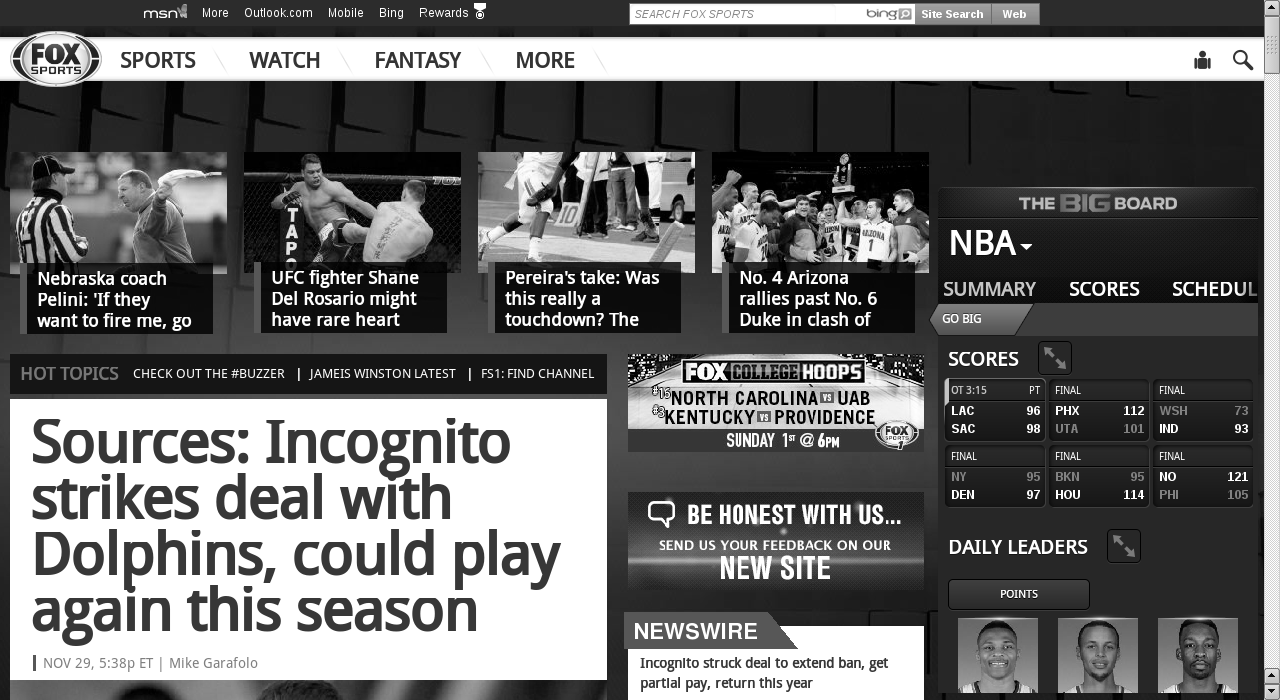 msn More Outlook.com Mobile Bing Rewards
SEARCH FOX SPORTS bing Site Search Web
FOX SPORTS
SPORTS WATCH FANTASY MORE
Nebraska coach
Pelini: 'If they
want to fire me, go
UFC fighter Shane
Del Rosario might
have rare heart
Pereira's take: Was
this really a
touchdown? The
No. 4 Arizona
rallies past No. 6
Duke in clash of
THE BIG BOARD
NBA
SUMMARY SCORES SCHEDUL
GO BIG
HOT TOPICS CHECK OUT THE #BUZZER | JAMEIS WINSTON LATEST | FS1: FIND CHANNEL
Sources: Incognito
strikes deal with
Dolphins, could play
again this season
NOV 29, 5:38p ET | Mike Garafolo
FOX COLLEGE HOOPS
#16 NORTH CAROLINA VS UAB
#3 KENTUCKY VS PROVIDENCE
SUNDAY 1ST @ 6PM
FOX SPORTS 1
BE HONEST WITH US...
SEND US YOUR FEEDBACK ON OUR
NEW SITE
NEWSWIRE
Incognito struck deal to extend ban, get
partial pay, return this year
SCORES
OT 3:15 PT
LAC 96
SAC 98
FINAL
PHX 112
UTA 101
FINAL
WSH 73
IND 93
FINAL
NY 95
DEN 97
FINAL
BKN 95
HOU 114
FINAL
NO 121
PHI 105
DAILY LEADERS
POINTS